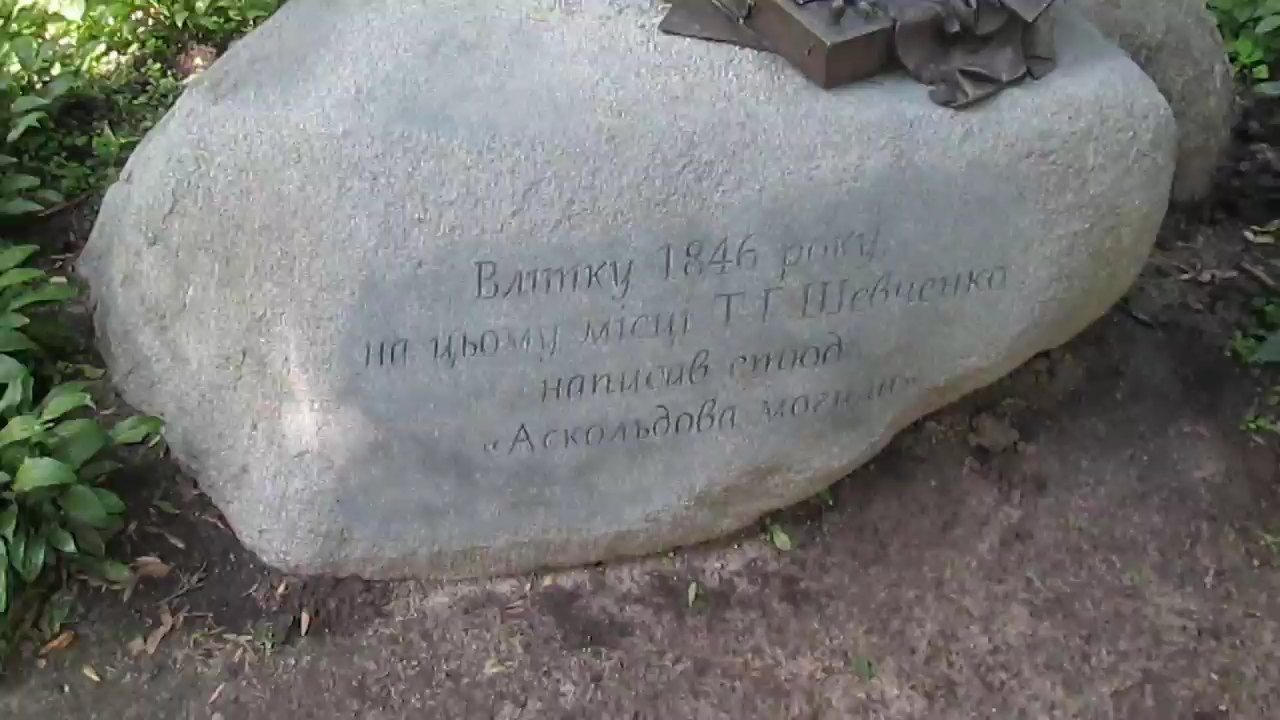 Влітку 1846 року
на цьому місці Т.Г.Шевченко
написав етюд
«Аскольдова могила»